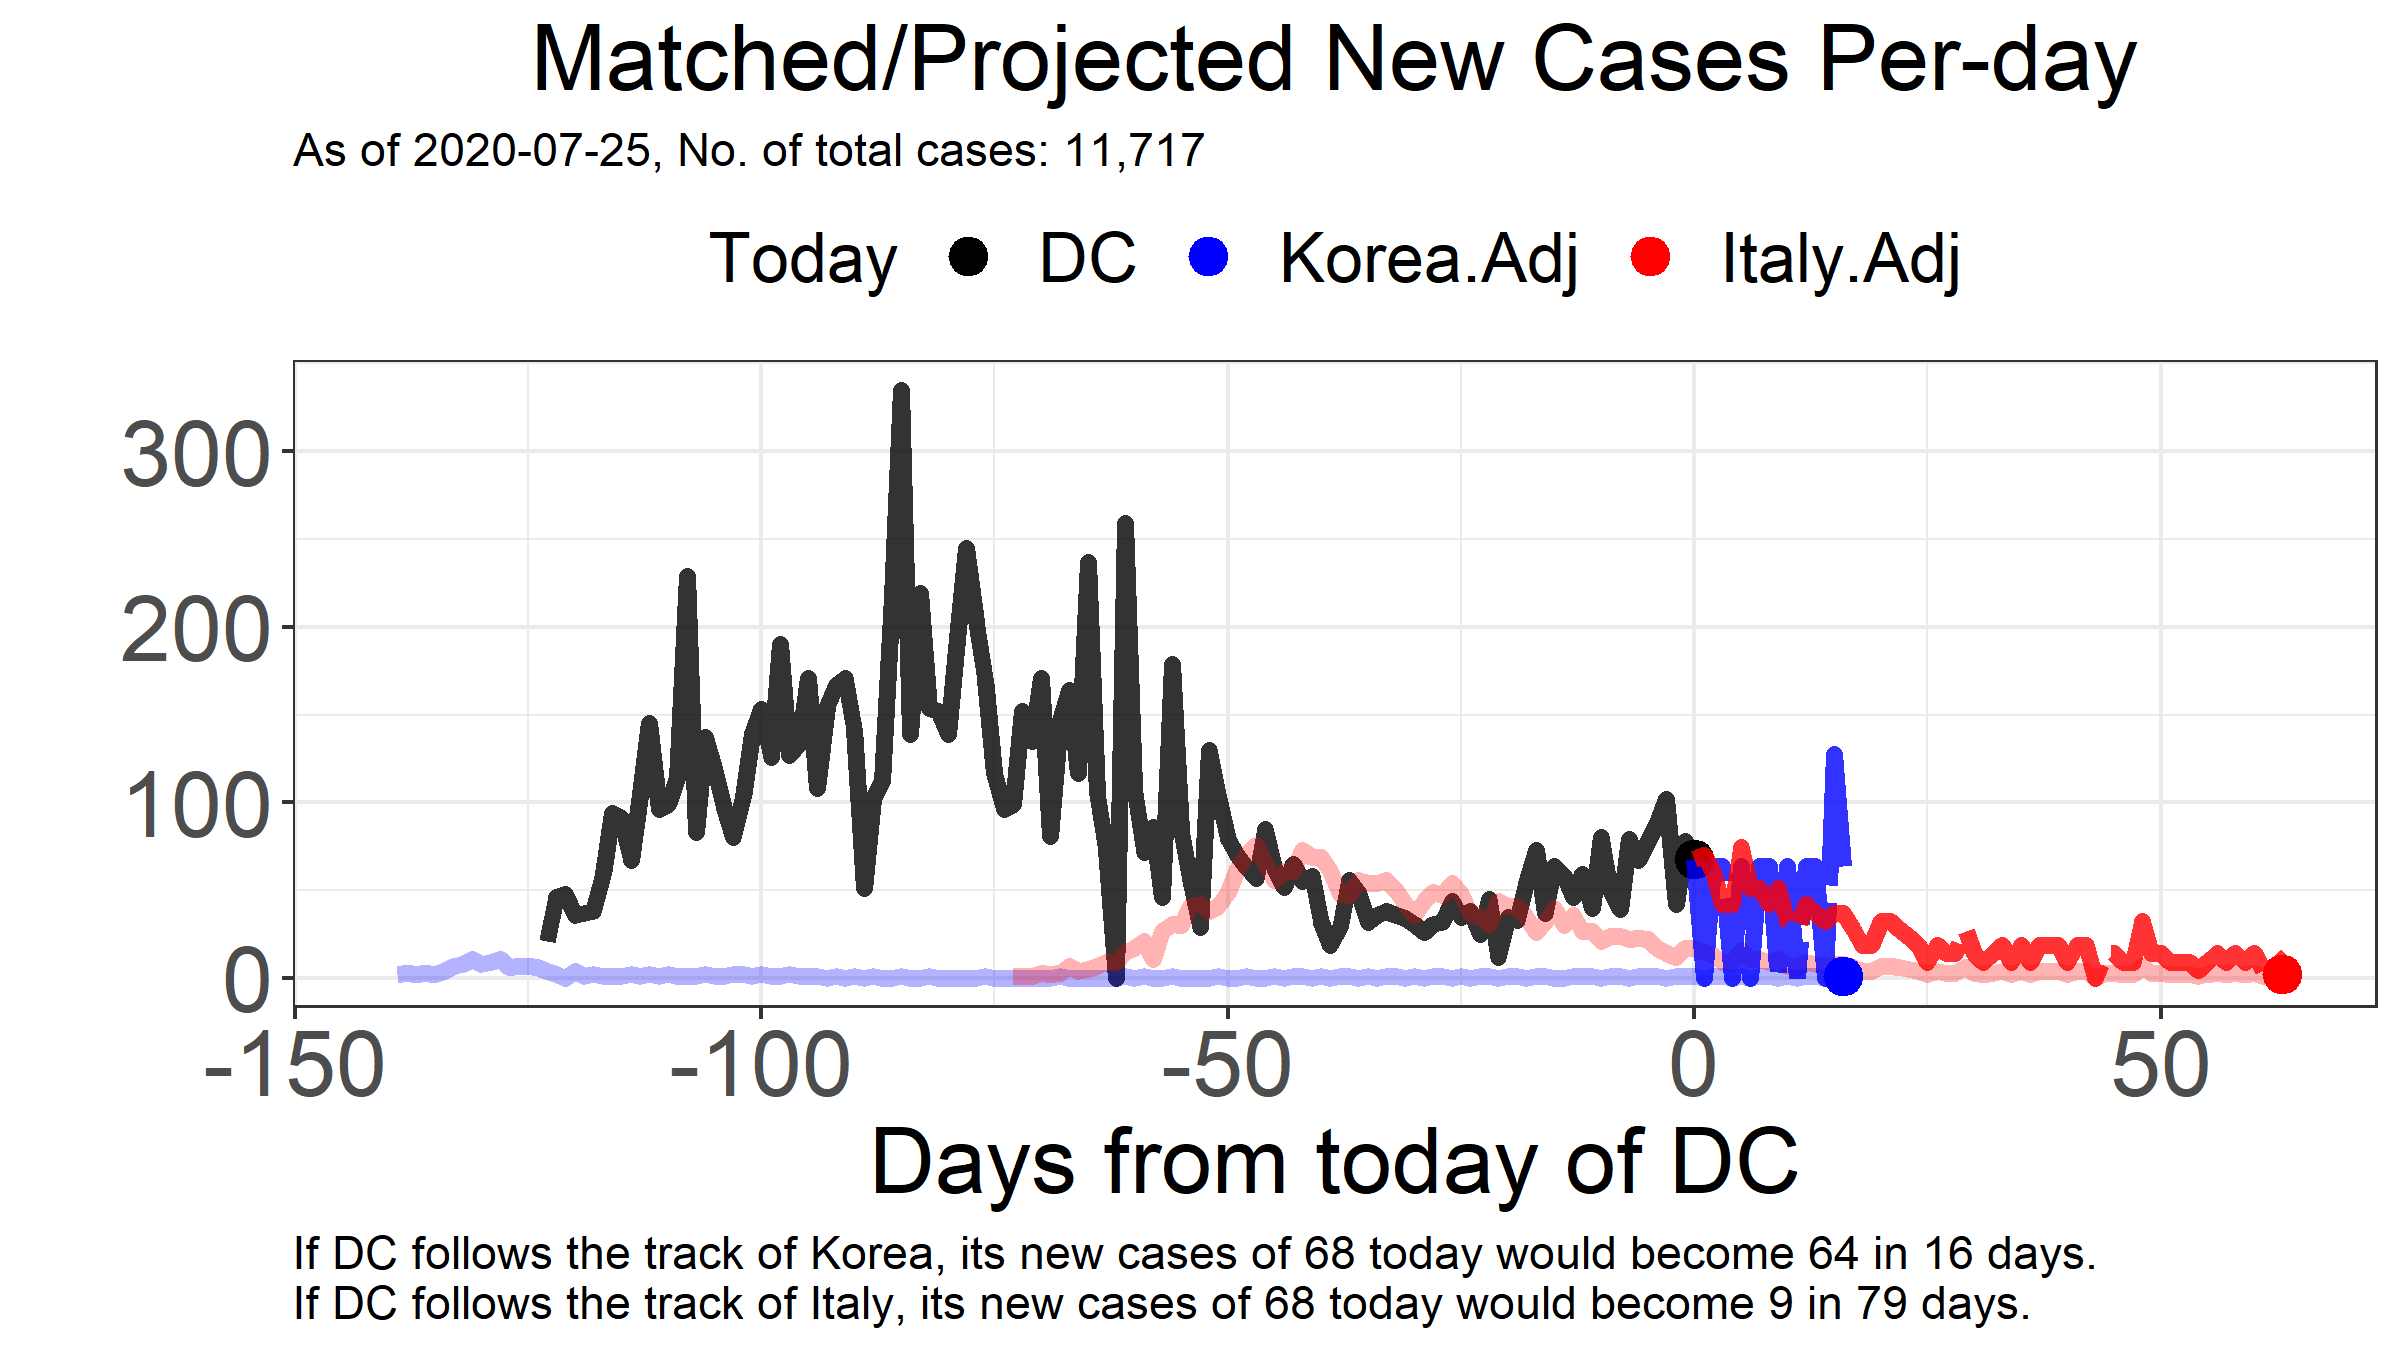 Matched/Projected New Cases Per-day
As of 2020-07-25, No. of total cases: 11,717
Today DC Korea.Adj Italy.Adj
300
200
100
0
-150 -100 -50 0 50
Days from today of DC
If DC follows the track of Korea, its new cases of 68 today would become 64 in 16 days.
If DC follows the track of Italy, its new cases of 68 today would become 9 in 79 days.